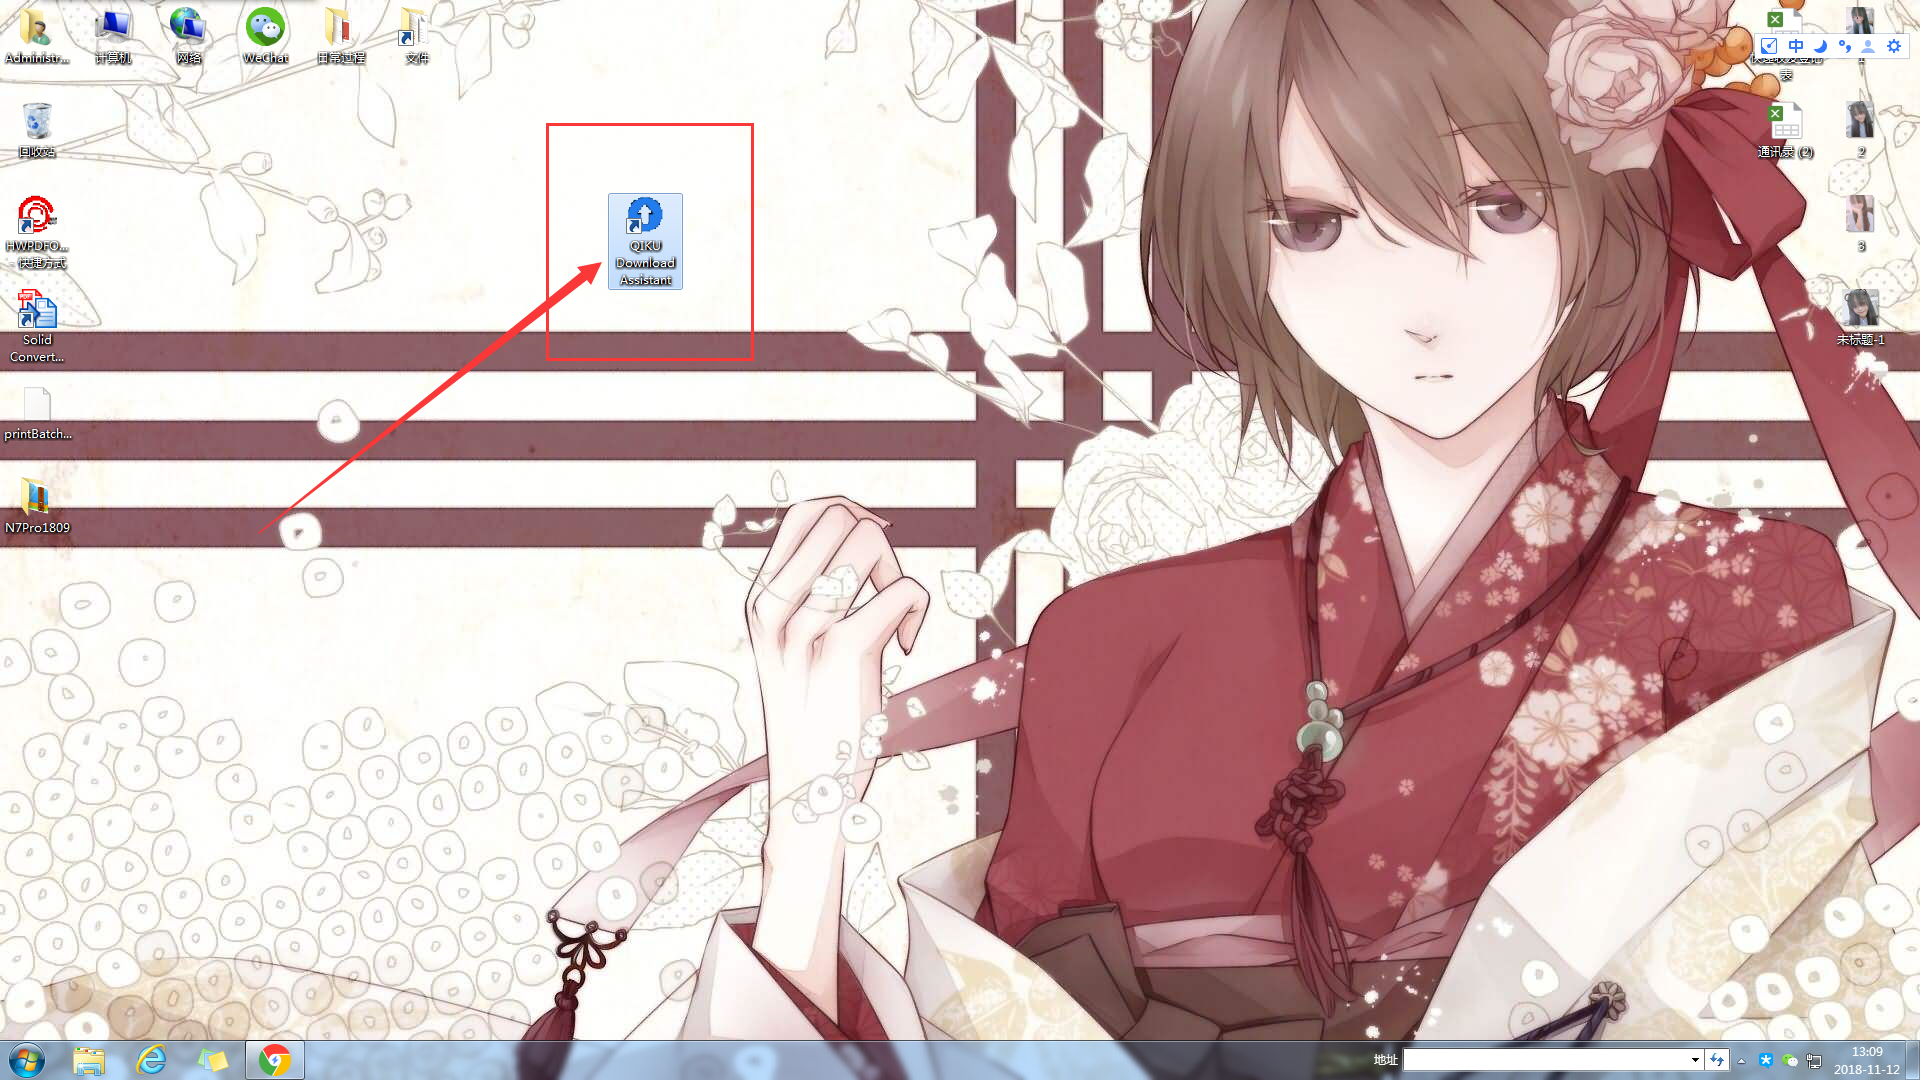 Administr...
计算机
网络
WeChat
日常过程
文件
回收站
HWPDFO...
- 快捷方式
Solid
Convert...
printBatch...
N7Pro1809
QIKU
Download
Assistant
中
表
通讯录 (2)
2
3
未标题-1
地址
13:09
2018-11-12